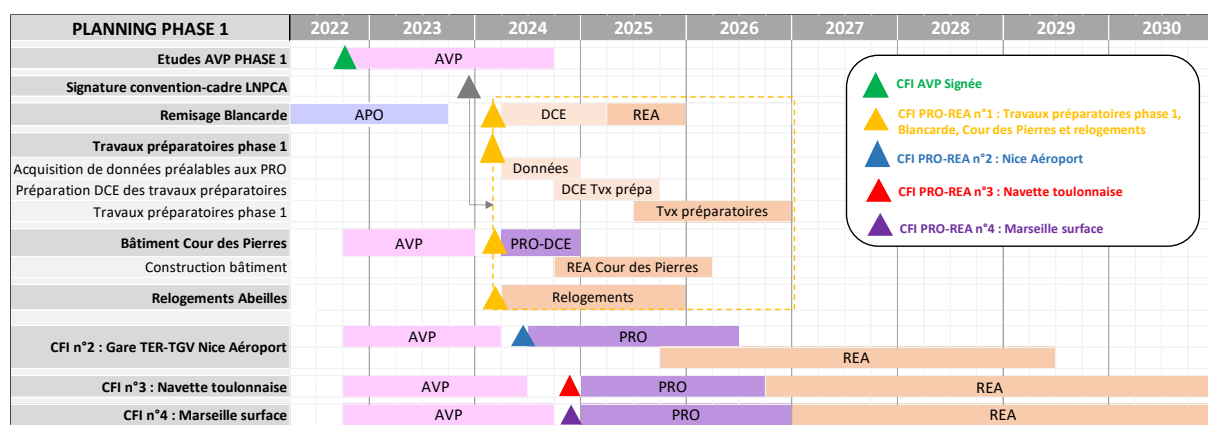 PLANNING PHASE 1 2022 2023 2024 2025 2026 2027 2028 2029 2030
Etudes AVP PHASE 1 AVP
Signature convention-cadre LNPCA
Remisage Blancarde APO DCE REA
Travaux préparatoires phase 1
Acquisition de données préalables aux PRO Données
Préparation DCE des travaux préparatoires DCE Tvx prépa
Travaux préparatoires phase 1 Tvx préparatoires
Bâtiment Cour des Pierres AVP PRO-DCE
Construction bâtiment REA Cour des Pierres
Relogements Abeilles Relogements
CFI n°2 : Gare TER-TGV Nice Aéroport AVP PRO
REA
CFI n°3 : Navette toulonnaise AVP PRO REA
CFI n°4 : Marseille surface AVP PRO REA
CFI AVP Signée
CFI PRO-REA n°1 : Travaux préparatoires phase 1,
Blancarde, Cour des Pierres et relogements
CFI PRO-REA n°2 : Nice Aéroport
CFI PRO-REA n°3 : Navette toulonnaise
CFI PRO-REA n°4 : Marseille surface